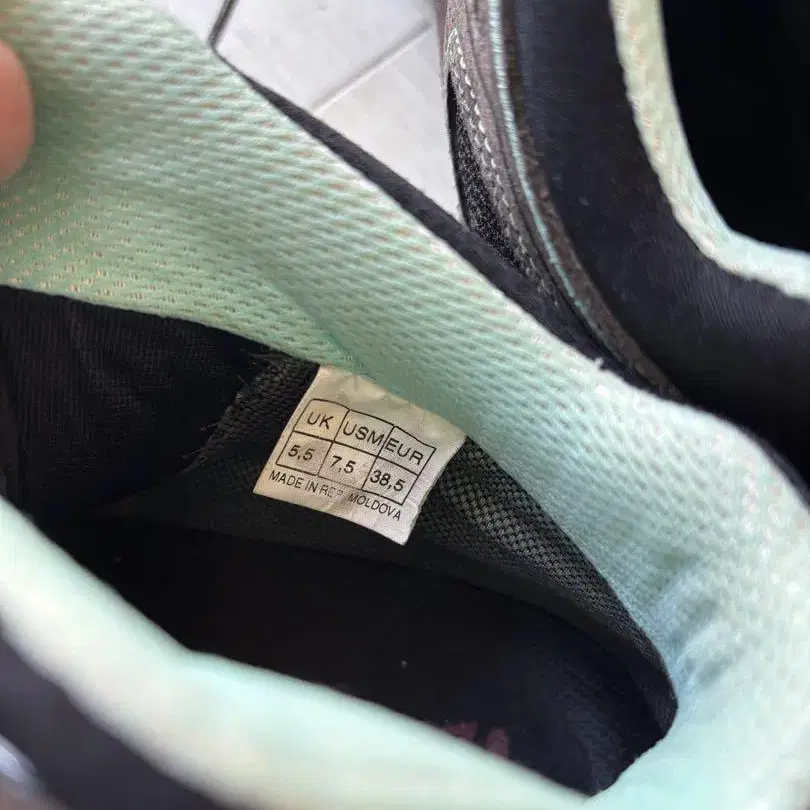 UK USM EUR
5,5 7,5 38,5
MADE IN REP. MOLDOVA